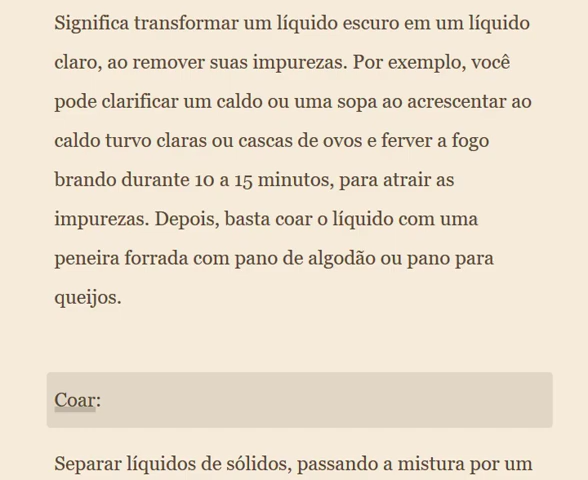 Significa transformar um líquido escuro em um líquido
claro, ao remover suas impurezas. Por exemplo, você
pode clarificar um caldo ou uma sopa ao acrescentar ao
caldo turvo claras ou cascas de ovos e ferver a fogo
brando durante 10 a 15 minutos, para atrair as
impurezas. Depois, basta coar o líquido com uma
peneira forrada com pano de algodão ou pano para
queijos.
Coar:
Separar líquidos de sólidos, passando a mistura por um